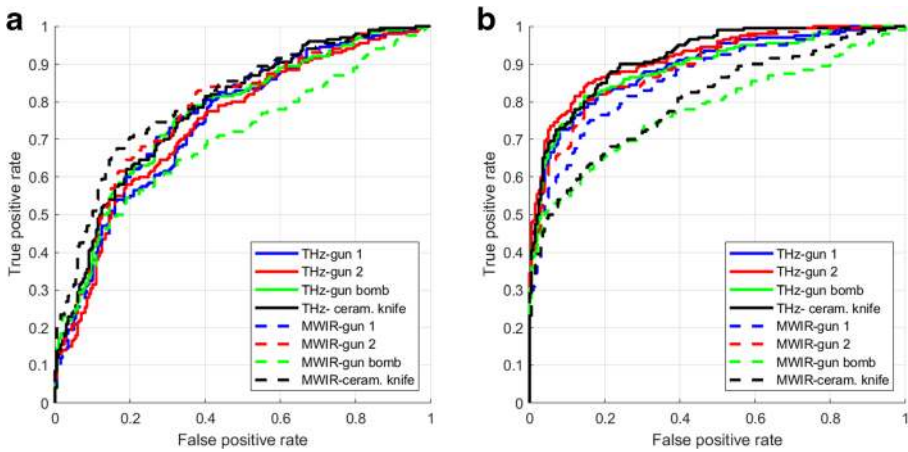 a
True positive rate
1
0.9
0.8
0.7
0.6
0.5
0.4
0.3
0.2
0.1
0
THz-gun 1
THz-gun 2
THz-gun bomb
THz- ceram. knife
MWIR-gun 1
MWIR-gun 2
MWIR-gun bomb
MWIR-ceram. knife
0 0.2 0.4 0.6 0.8 1
False positive rate
b
True positive rate
1
0.9
0.8
0.7
0.6
0.5
0.4
0.3
0.2
0.1
0
THz-gun 1
THz-gun 2
THz-gun bomb
THz- ceram. knife
MWIR-gun 1
MWIR-gun 2
MWIR-gun bomb
MWIR-ceram. knife
0 0.2 0.4 0.6 0.8 1
False positive rate